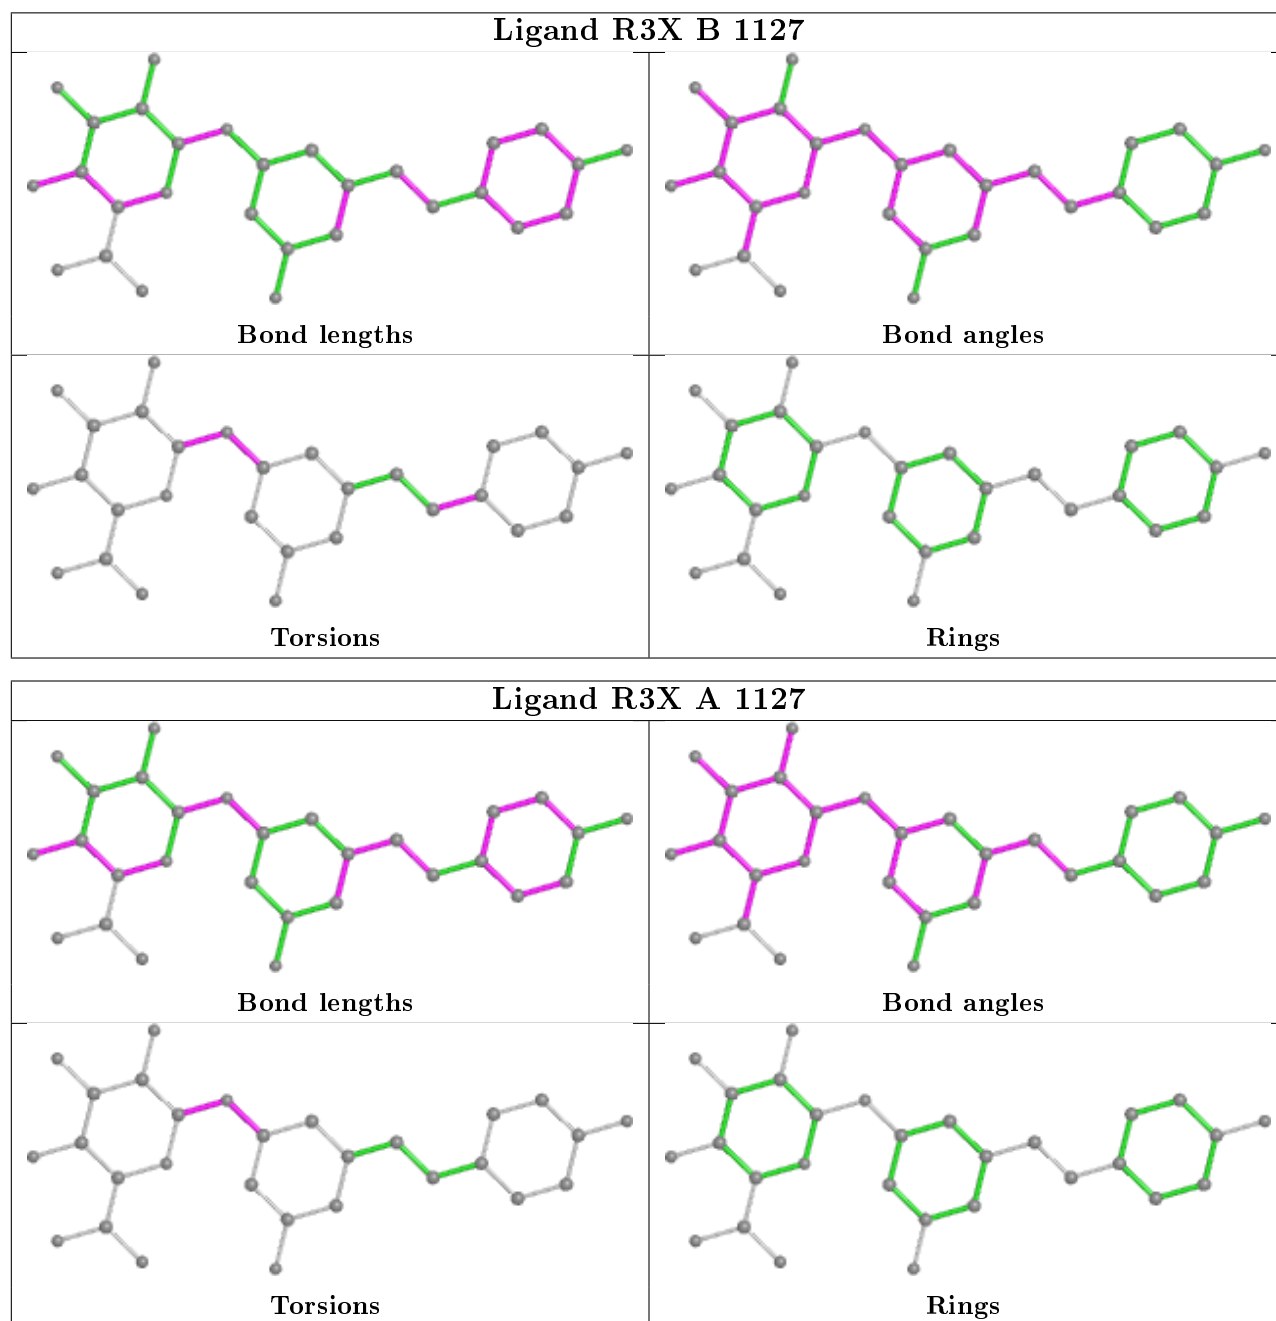 Ligand R3X B 1127
Bond lengths
Bond angles
Torsions
Rings
Ligand R3X A 1127
Bond lengths
Bond angles
Torsions
Rings